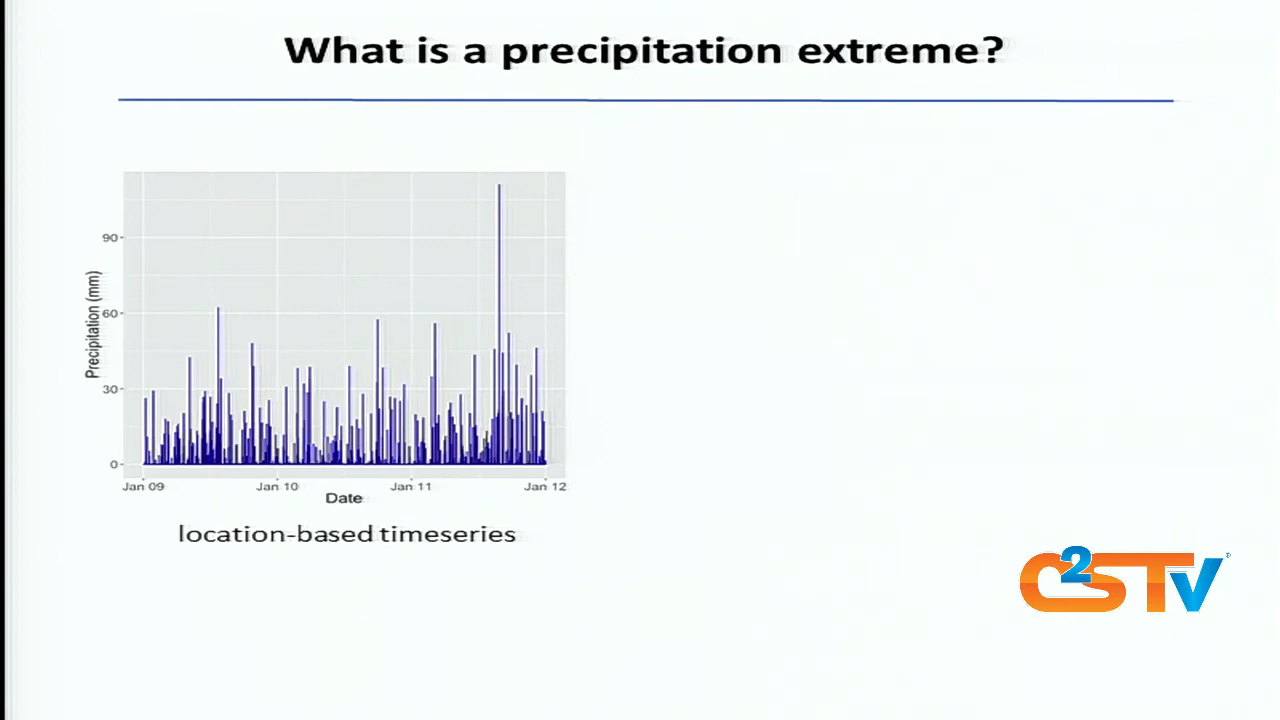 What is a precipitation extreme?
Precipitation (mm)
90
60
30
0
Jan 09 Jan 10 Jan 11 Jan 12
Date
location-based timeseries
C2STV